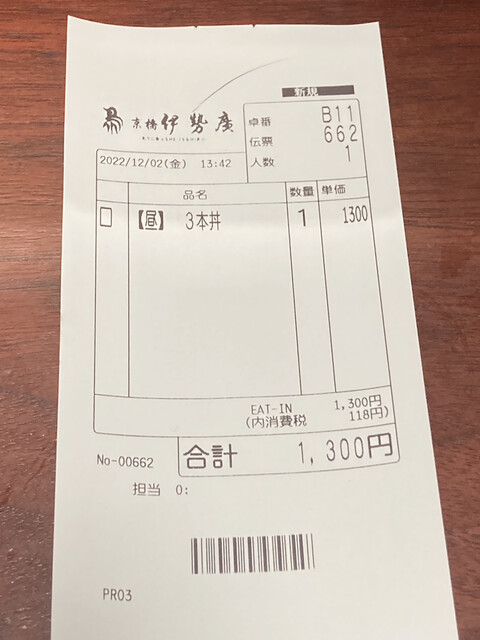 新規
京橋 伊勢廣
卓番 B11
伝票 662
人数 1
2022/12/02(金) 13:42
品名 数量 単価
【昼】 3本丼 1 1300
EAT-IN 1,300円
(内消費税 118円)
合計 1,300円
No-00662
担当 0:
PR03